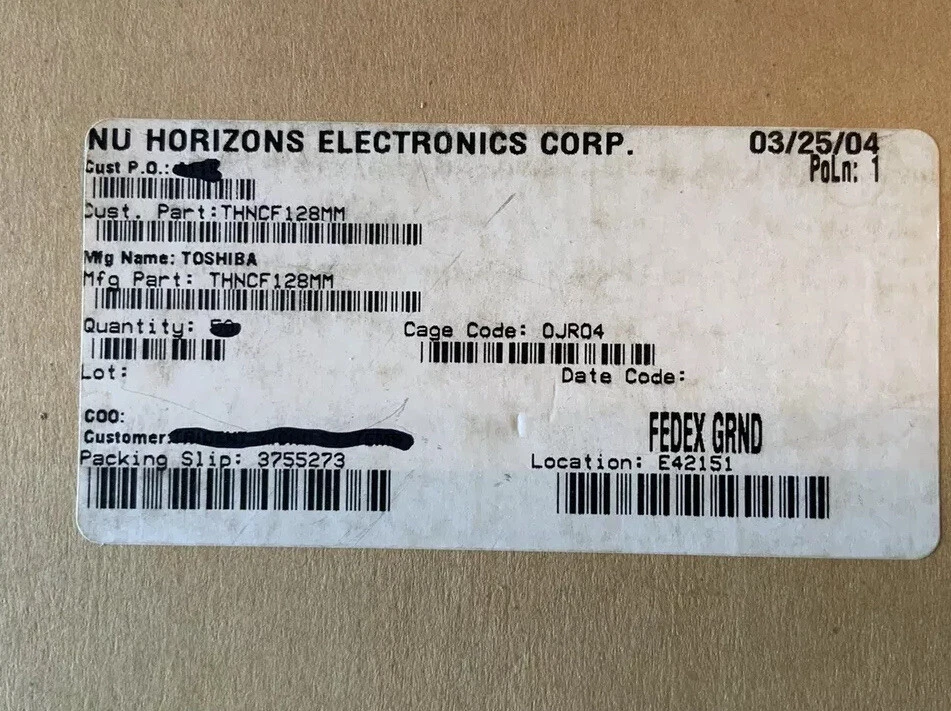 NU HORIZONS ELECTRONICS CORP. 03/25/04
Cust P.O.: PoLn: 1
Cust. Part:THNCF128MM
Mfg Name: TOSHIBA
Mfg Part: THNCF128MM
Quantity: Cage Code: 0JR04
Lot: Date Code:
COO: FEDEX GRND
Customer:
Packing Slip: 3755273 Location: E42151